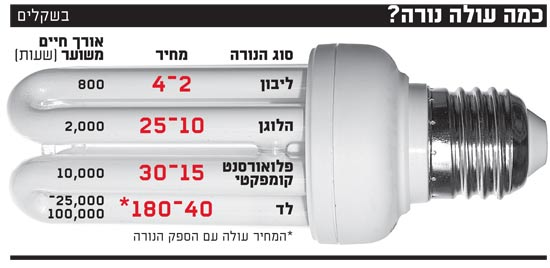 כמה עולה נורה?
בשקלים
סוג הנורה מחיר אורך חיים משוער (שעות)
ליבון 4-2 800
הלוגן 25-10 2,000
פלואורסנט קומפקטי 30-15 10,000
לד 180-40* 25,000-100,000
*המחיר עולה עם הספק הנורה